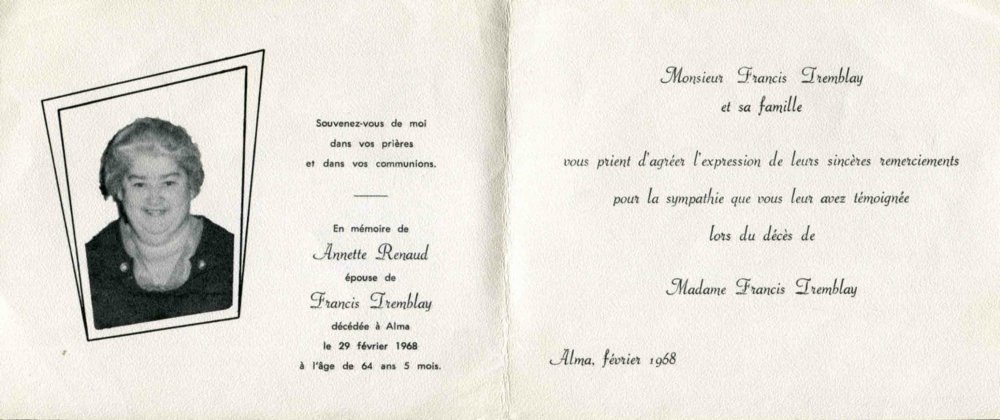 Souvenez-vous de moi
dans vos prières
et dans vos communions.
En mémoire de
Annette Renaud
épouse de
Francis Tremblay
décédée à Alma
le 29 février 1968
à l'âge de 64 ans 5 mois.
Monsieur Francis Tremblay
et sa famille
vous prient d'agréer l'expression de leurs sincères remerciements
pour la sympathie que vous leur avez témoignée
lors du décès de
Madame Francis Tremblay
Alma, février 1968